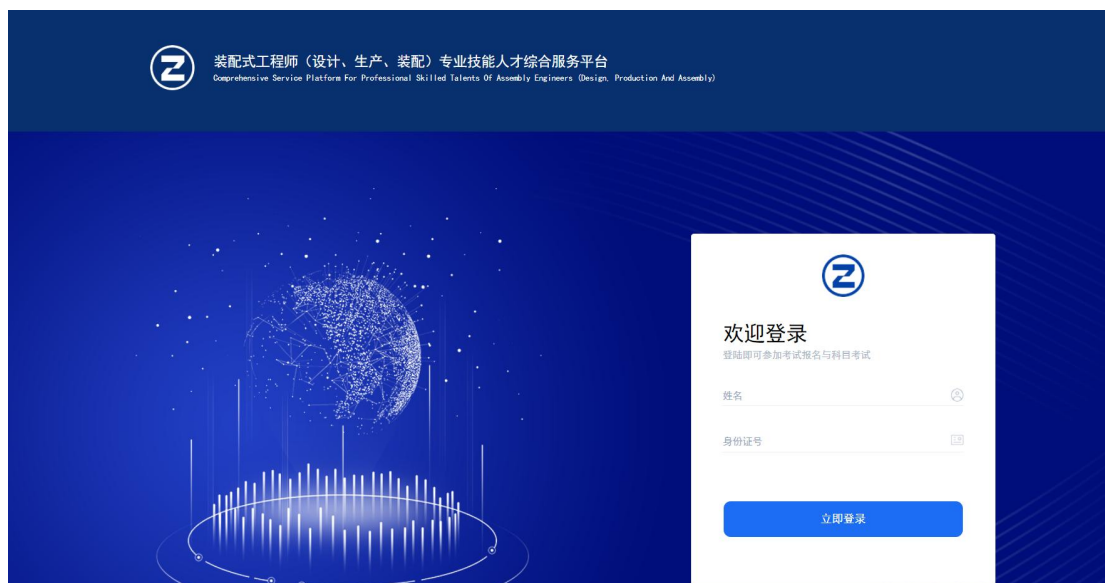 装配式工程师（设计、生产、装配）专业技能人才综合服务平台
Comprehensive Service Platform For Professional Skilled Talents Of Assembly Engineers (Design, Production And Assembly)
Z
欢迎登录
登陆即可参加考试报名与科目考试
姓名
身份证号
立即登录